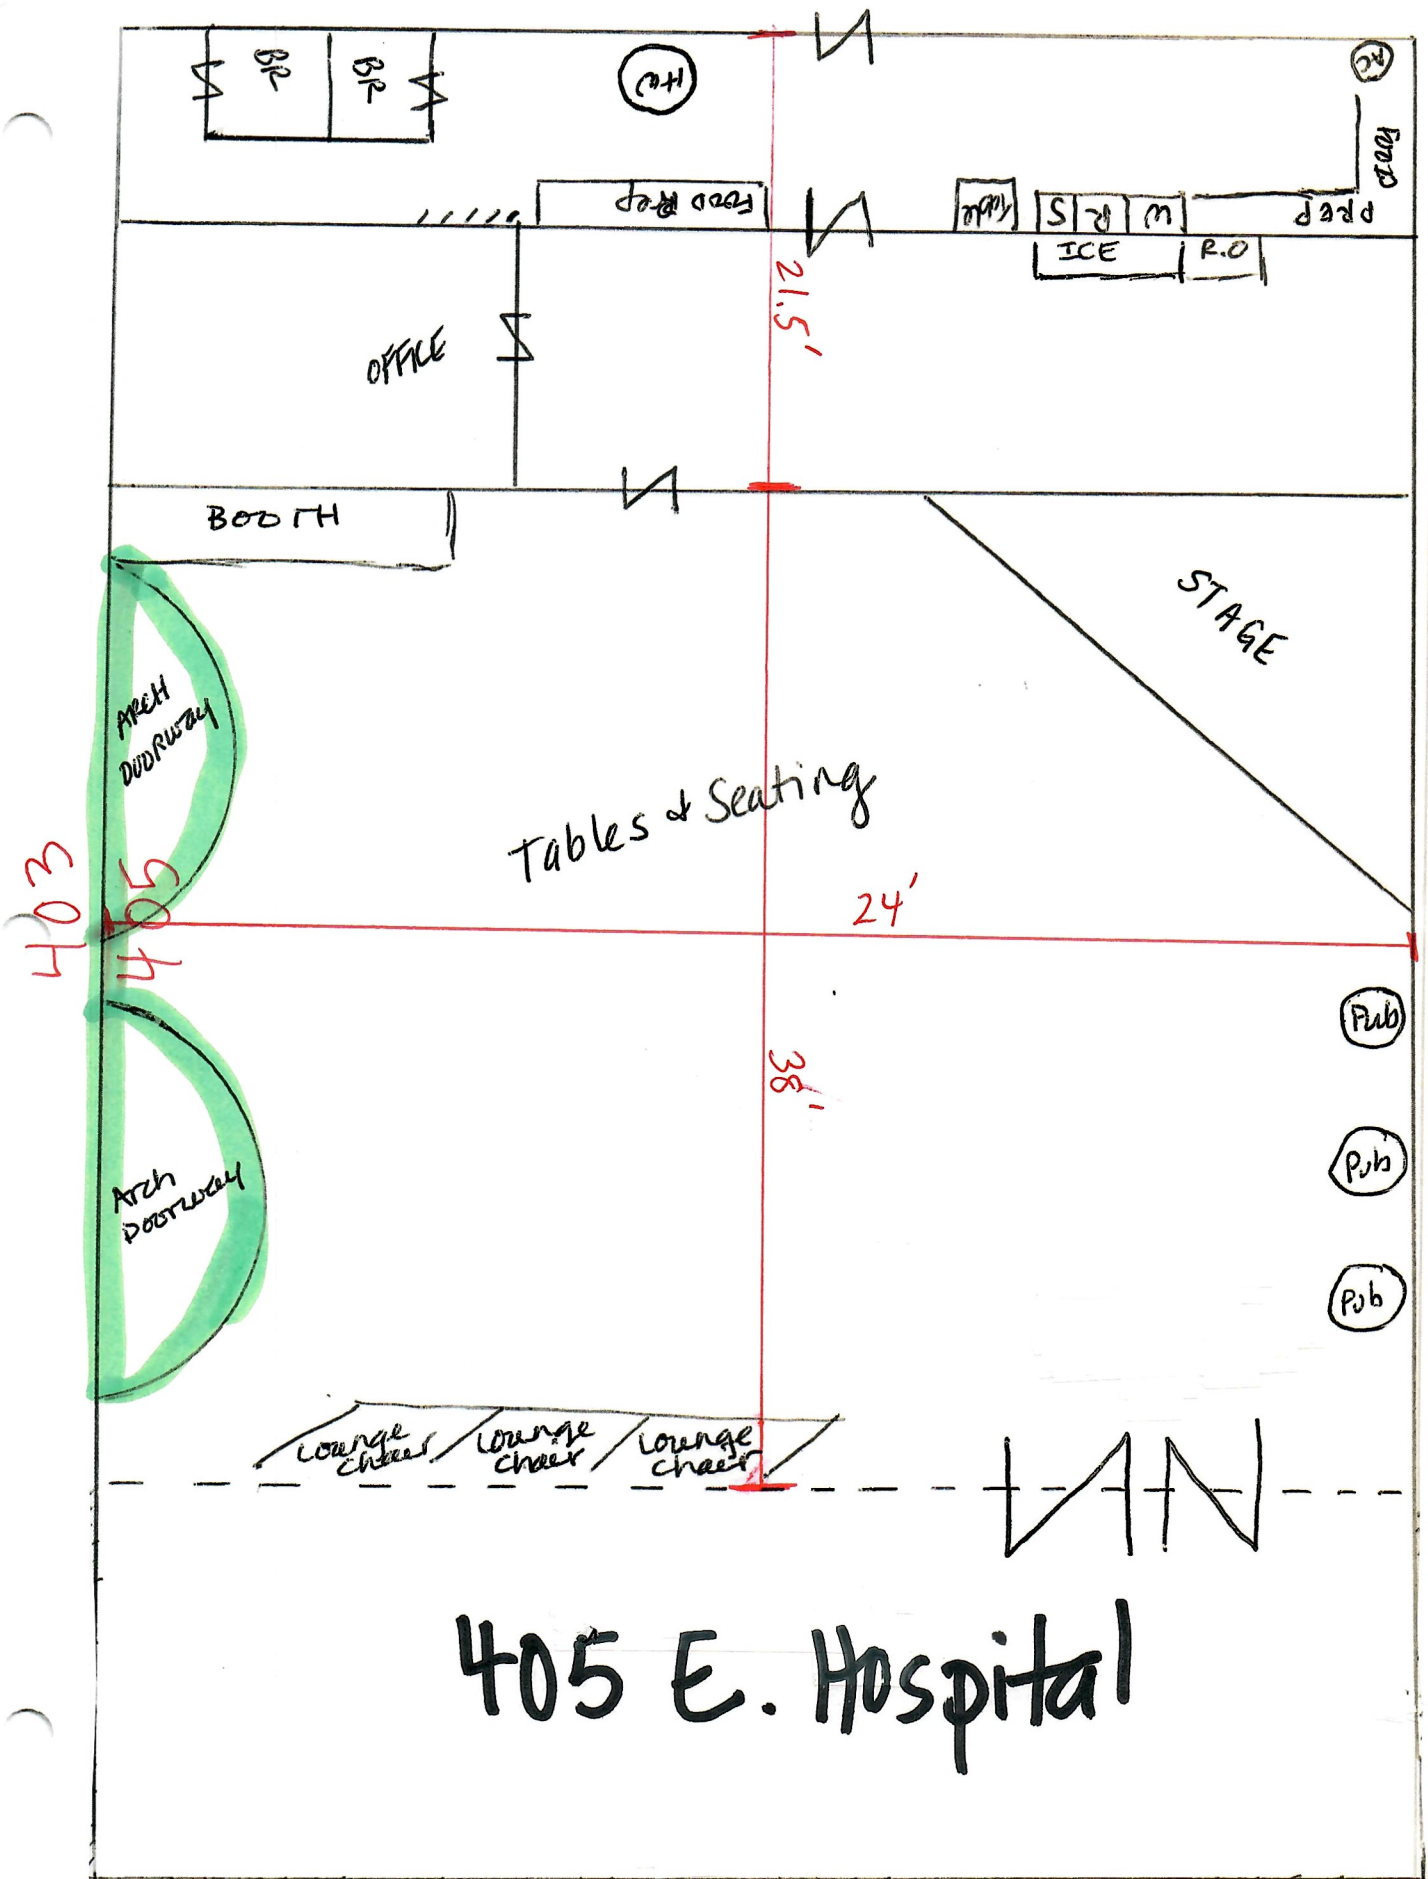 BR
BR
HW
AC
FOOD
PREP
FOOD Prep
Table
S
R
W
ICE
R.O
21.5'
OFFICE
BOOTH
STAGE
ARCH
DOORWAY
Tables & Seating
403
405
24'
Pub
38'
Pub
Arch
DOORWAY
Pub
Lounge
chair
Lounge
chair
Lounge
chair
405 E. Hospital